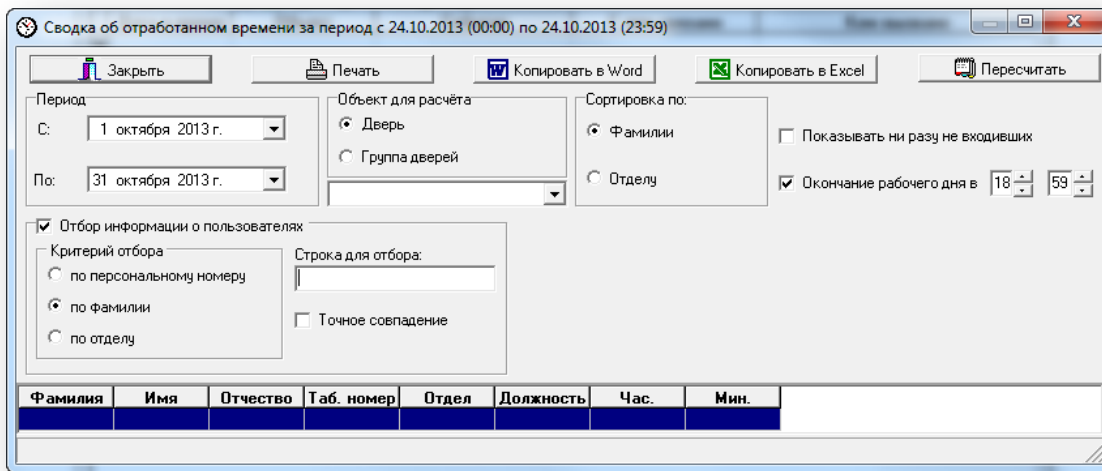 Сводка об отработанном времени за период с 24.10.2013 (00:00) по 24.10.2013 (23:59)
Закрыть Печать Копировать в Word Копировать в Excel Пересчитать
Период Объект для расчёта Сортировка по:
С: 1 октября 2013 г. Дверь Фамилии Показывать ни разу не входивших
Группа дверей
По: 31 октября 2013 г. Отделу Окончание рабочего дня в 18 59
Отбор информации о пользователях
Критерий отбора Строка для отбора:
по персональному номеру
по фамилии Точное совпадение
по отделу
Фамилия Имя Отчество Таб. номер Отдел Должность Час. Мин.